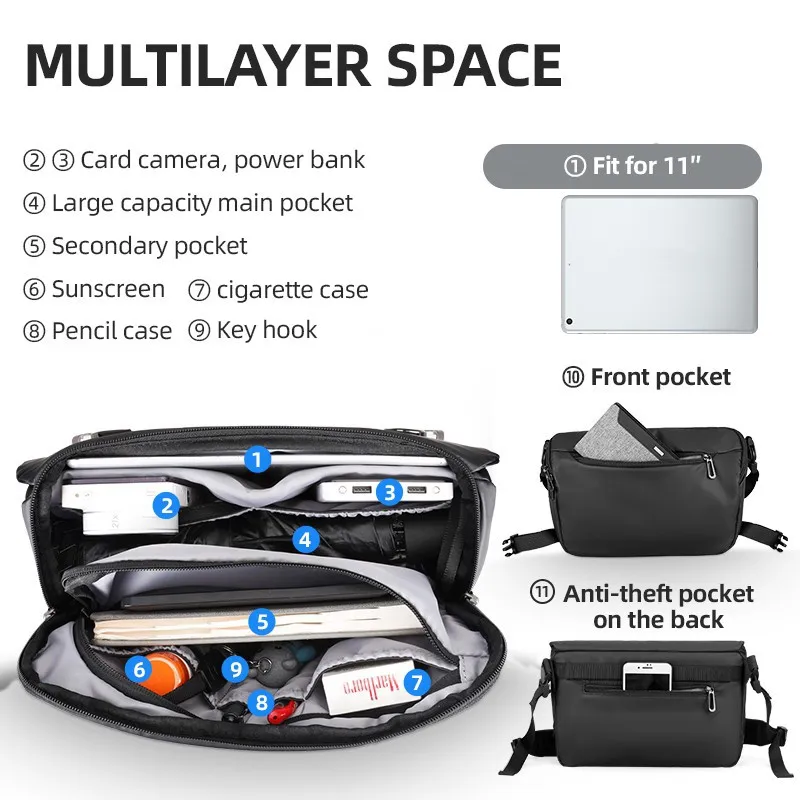 MULTILAYER SPACE
② ③ Card camera, power bank
④ Large capacity main pocket
⑤ Secondary pocket
⑥ Sunscreen ⑦ cigarette case
⑧ Pencil case ⑨ Key hook
① Fit for 11"
⑩ Front pocket
1
2
3
4
5
6
9
7
8
Marlboro
⑪ Anti-theft pocket
on the back